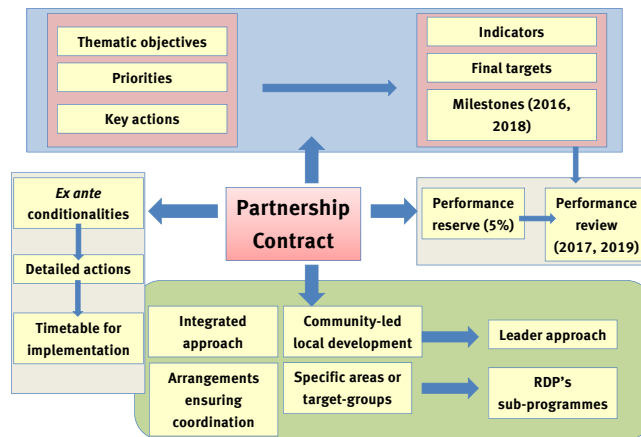 Thematic objectives
Priorities
Key actions
Indicators
Final targets
Milestones (2016,
2018)
Ex ante
conditionalities
Detailed actions
Timetable for
implementation
Partnership
Contract
Performance
reserve (5%)
Performance
review
(2017, 2019)
Integrated
approach
Community-led
local development
Leader approach
Arrangements
ensuring
coordination
Specific areas or
target-groups
RDP's
sub-programmes